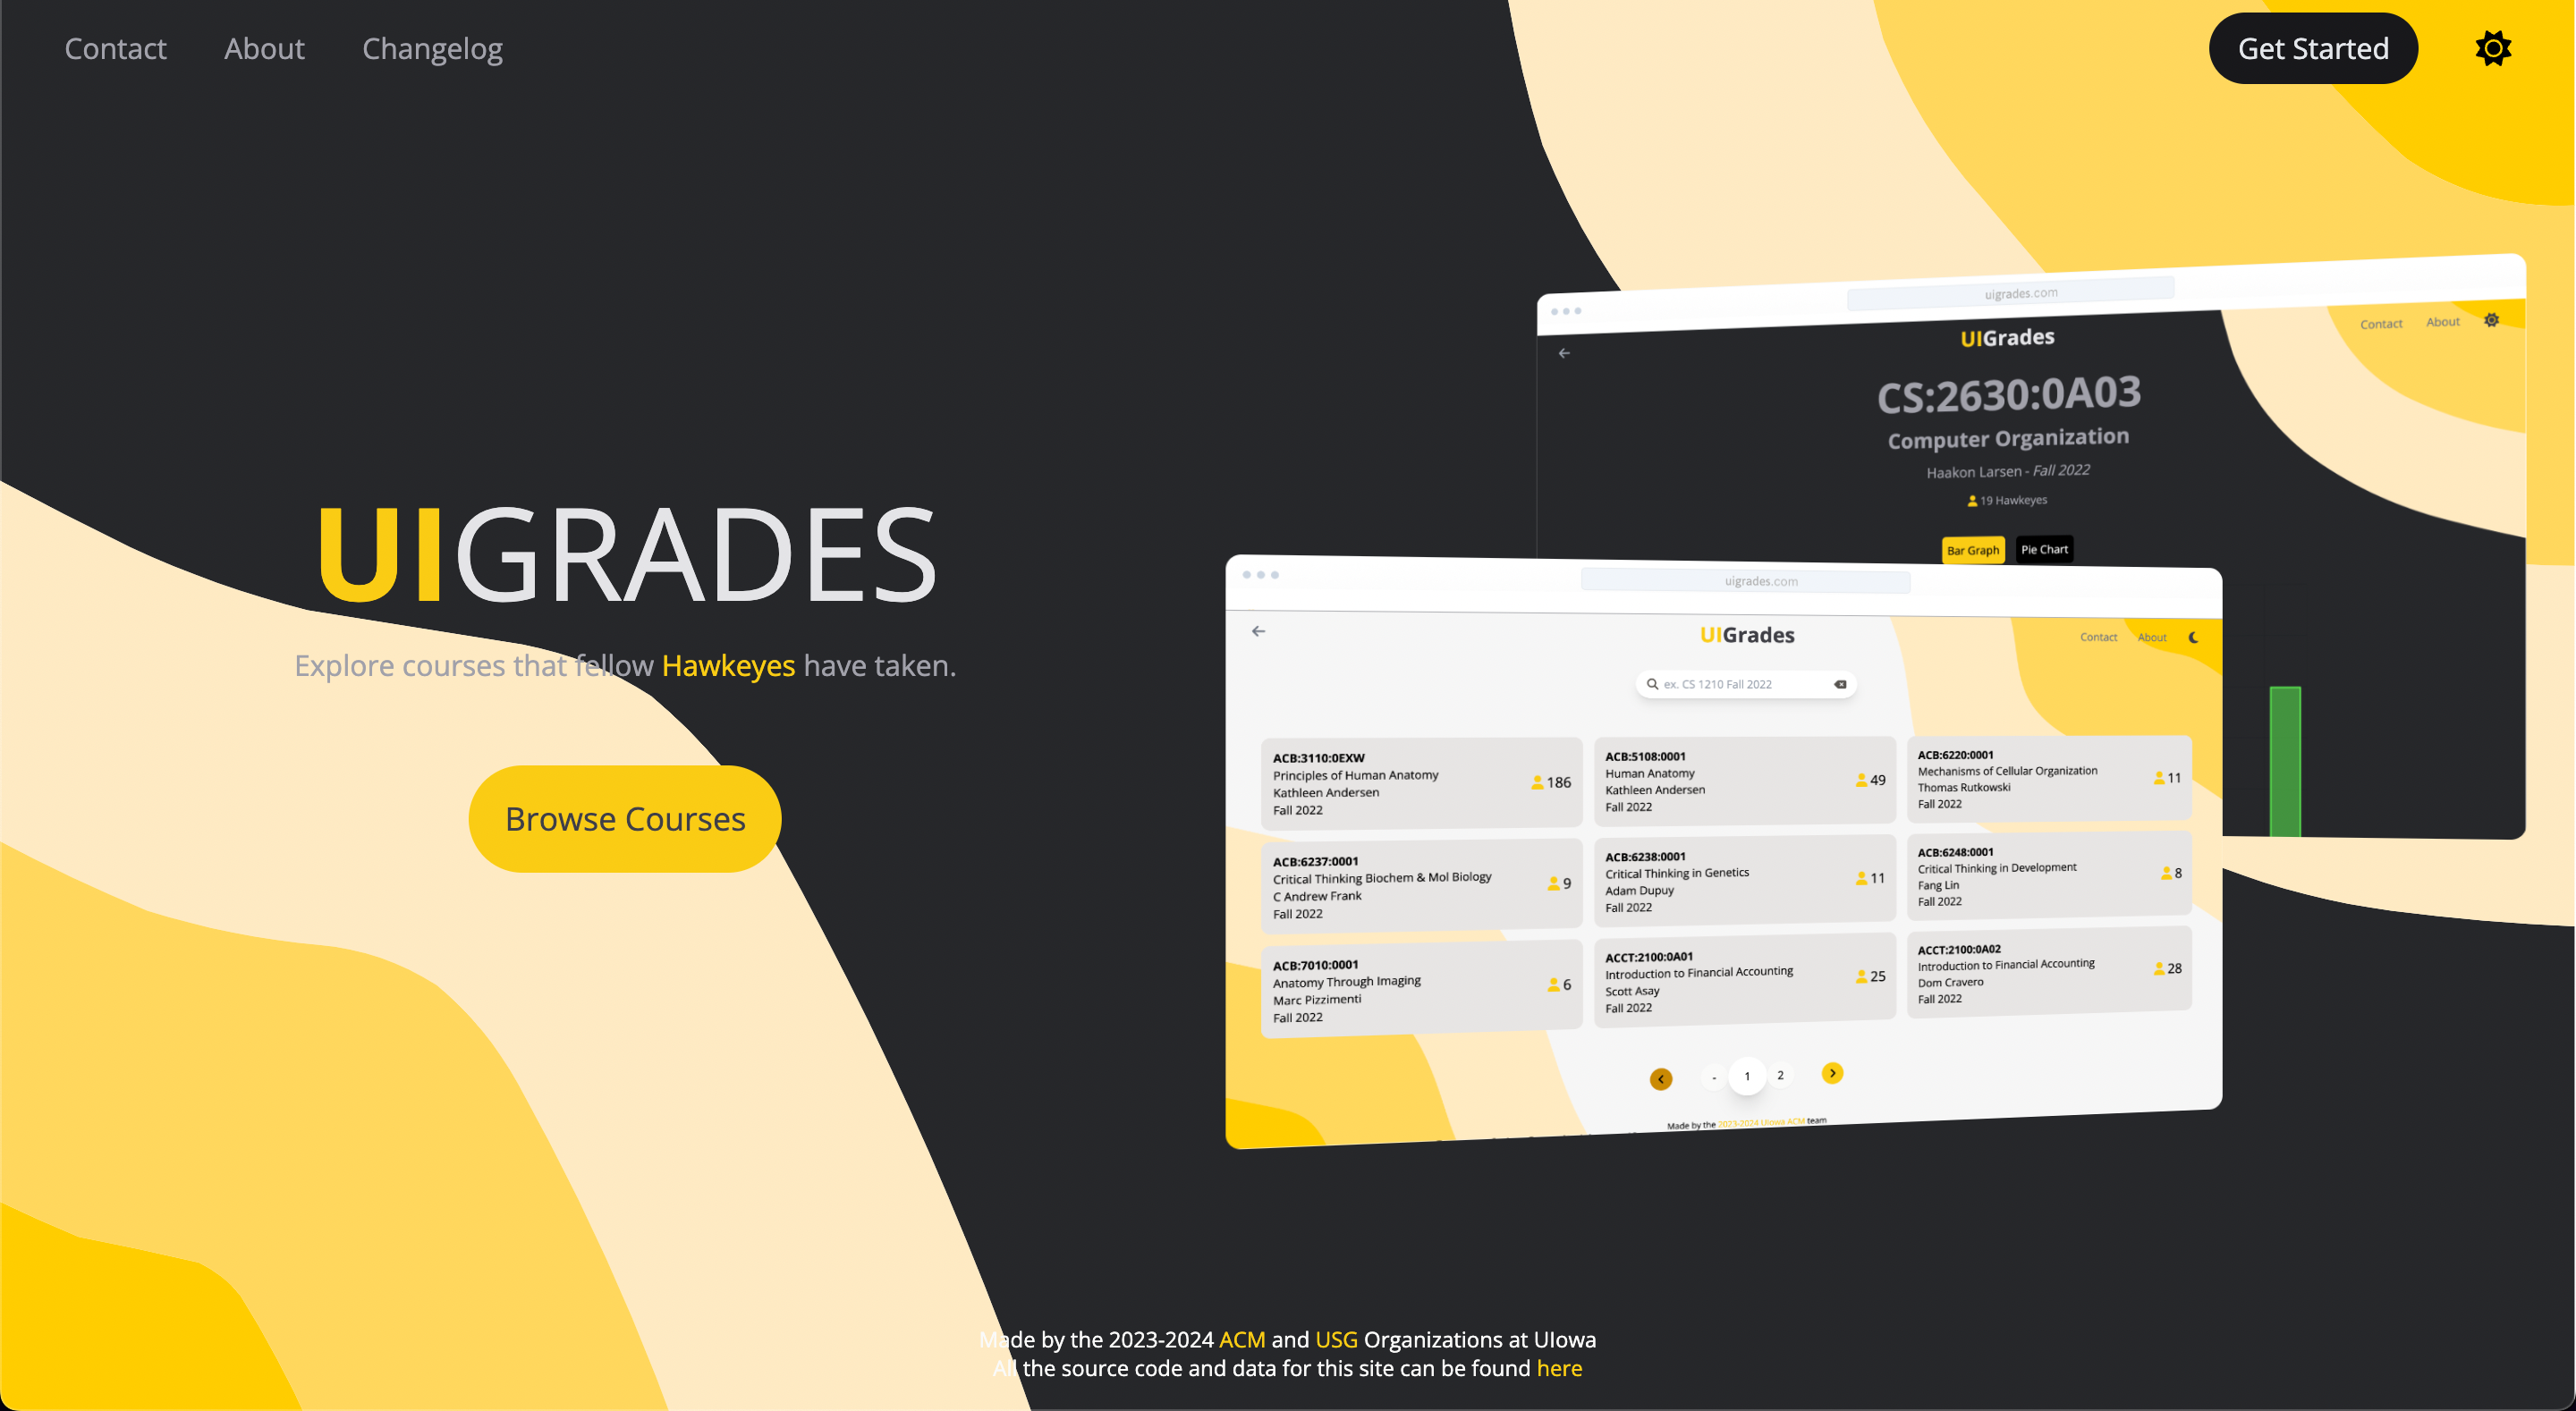 Contact About Changelog Get Started
UIGRADES
Explore courses that fellow Hawkeyes have taken.
Browse Courses
uigrades.com
UIGrades
Contact About
CS:2630:0A03
Computer Organization
Haakon Larsen - Fall 2022
19 Hawkeyes
Bar Graph Pie Chart
uigrades.com
UIGrades
Contact About
ex. CS 1210 Fall 2022
ACB:3110:0EXW
Principles of Human Anatomy
Kathleen Andersen
Fall 2022
186
ACB:5108:0001
Human Anatomy
Kathleen Andersen
Fall 2022
49
ACB:6220:0001
Mechanisms of Cellular Organization
Thomas Rutkowski
Fall 2022
11
ACB:6237:0001
Critical Thinking Biochem & Mol Biology
C Andrew Frank
Fall 2022
9
ACB:6238:0001
Critical Thinking in Genetics
Adam Dupuy
Fall 2022
11
ACB:6248:0001
Critical Thinking in Development
Fang Lin
Fall 2022
8
ACB:7010:0001
Anatomy Through Imaging
Marc Pizzimenti
Fall 2022
6
ACCT:2100:0A01
Introduction to Financial Accounting
Scott Asay
Fall 2022
25
ACCT:2100:0A02
Introduction to Financial Accounting
Dom Cravero
Fall 2022
28
- 1 2
Made by the 2023-2024 UIowa ACM team
Made by the 2023-2024 ACM and USG Organizations at UIowa
All the source code and data for this site can be found here